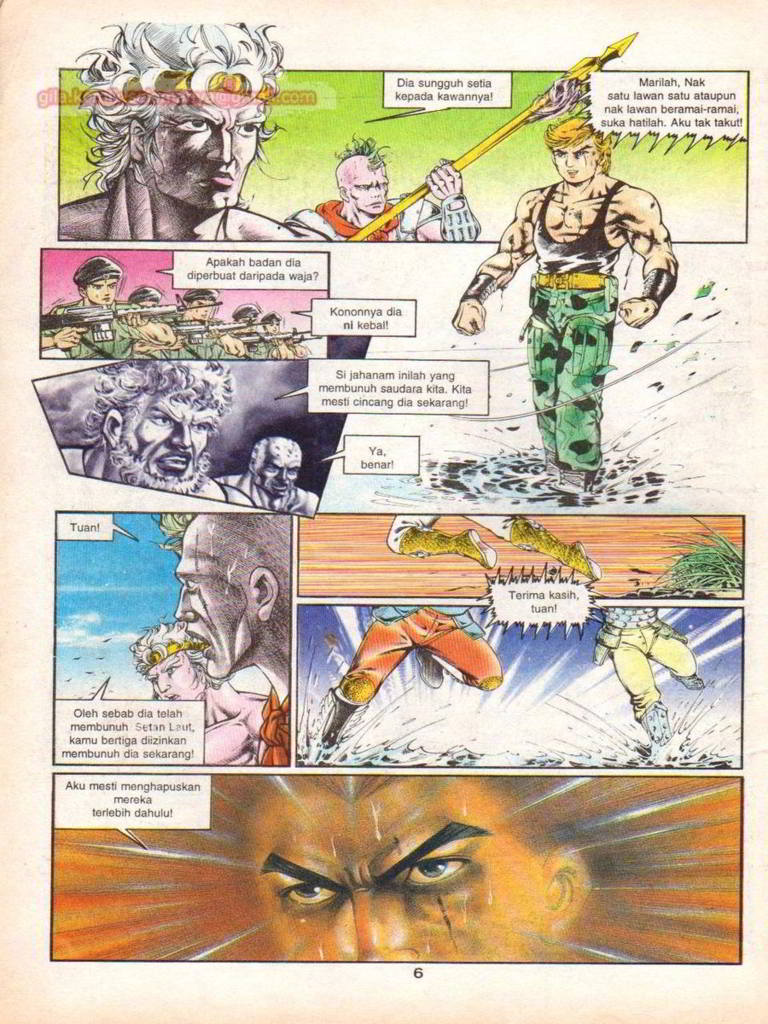 Dia sungguh setia
kepada kawannya!
Marilah, Nak
satu lawan satu ataupun
nak lawan beramai-ramai,
suka hatilah. Aku tak takut!
Apakah badan dia
diperbuat daripada waja?
Kononnya dia
ni kebal!
Si jahanam inilah yang
membunuh saudara kita. Kita
mesti cincang dia sekarang!
Ya,
benar!
Tuan!
Oleh sebab dia telah
membunuh Setan Laut,
kamu bertiga diizinkan
membunuh dia sekarang!
Terima kasih,
tuan!
Aku mesti menghapuskan
mereka
terlebih dahulu!
6